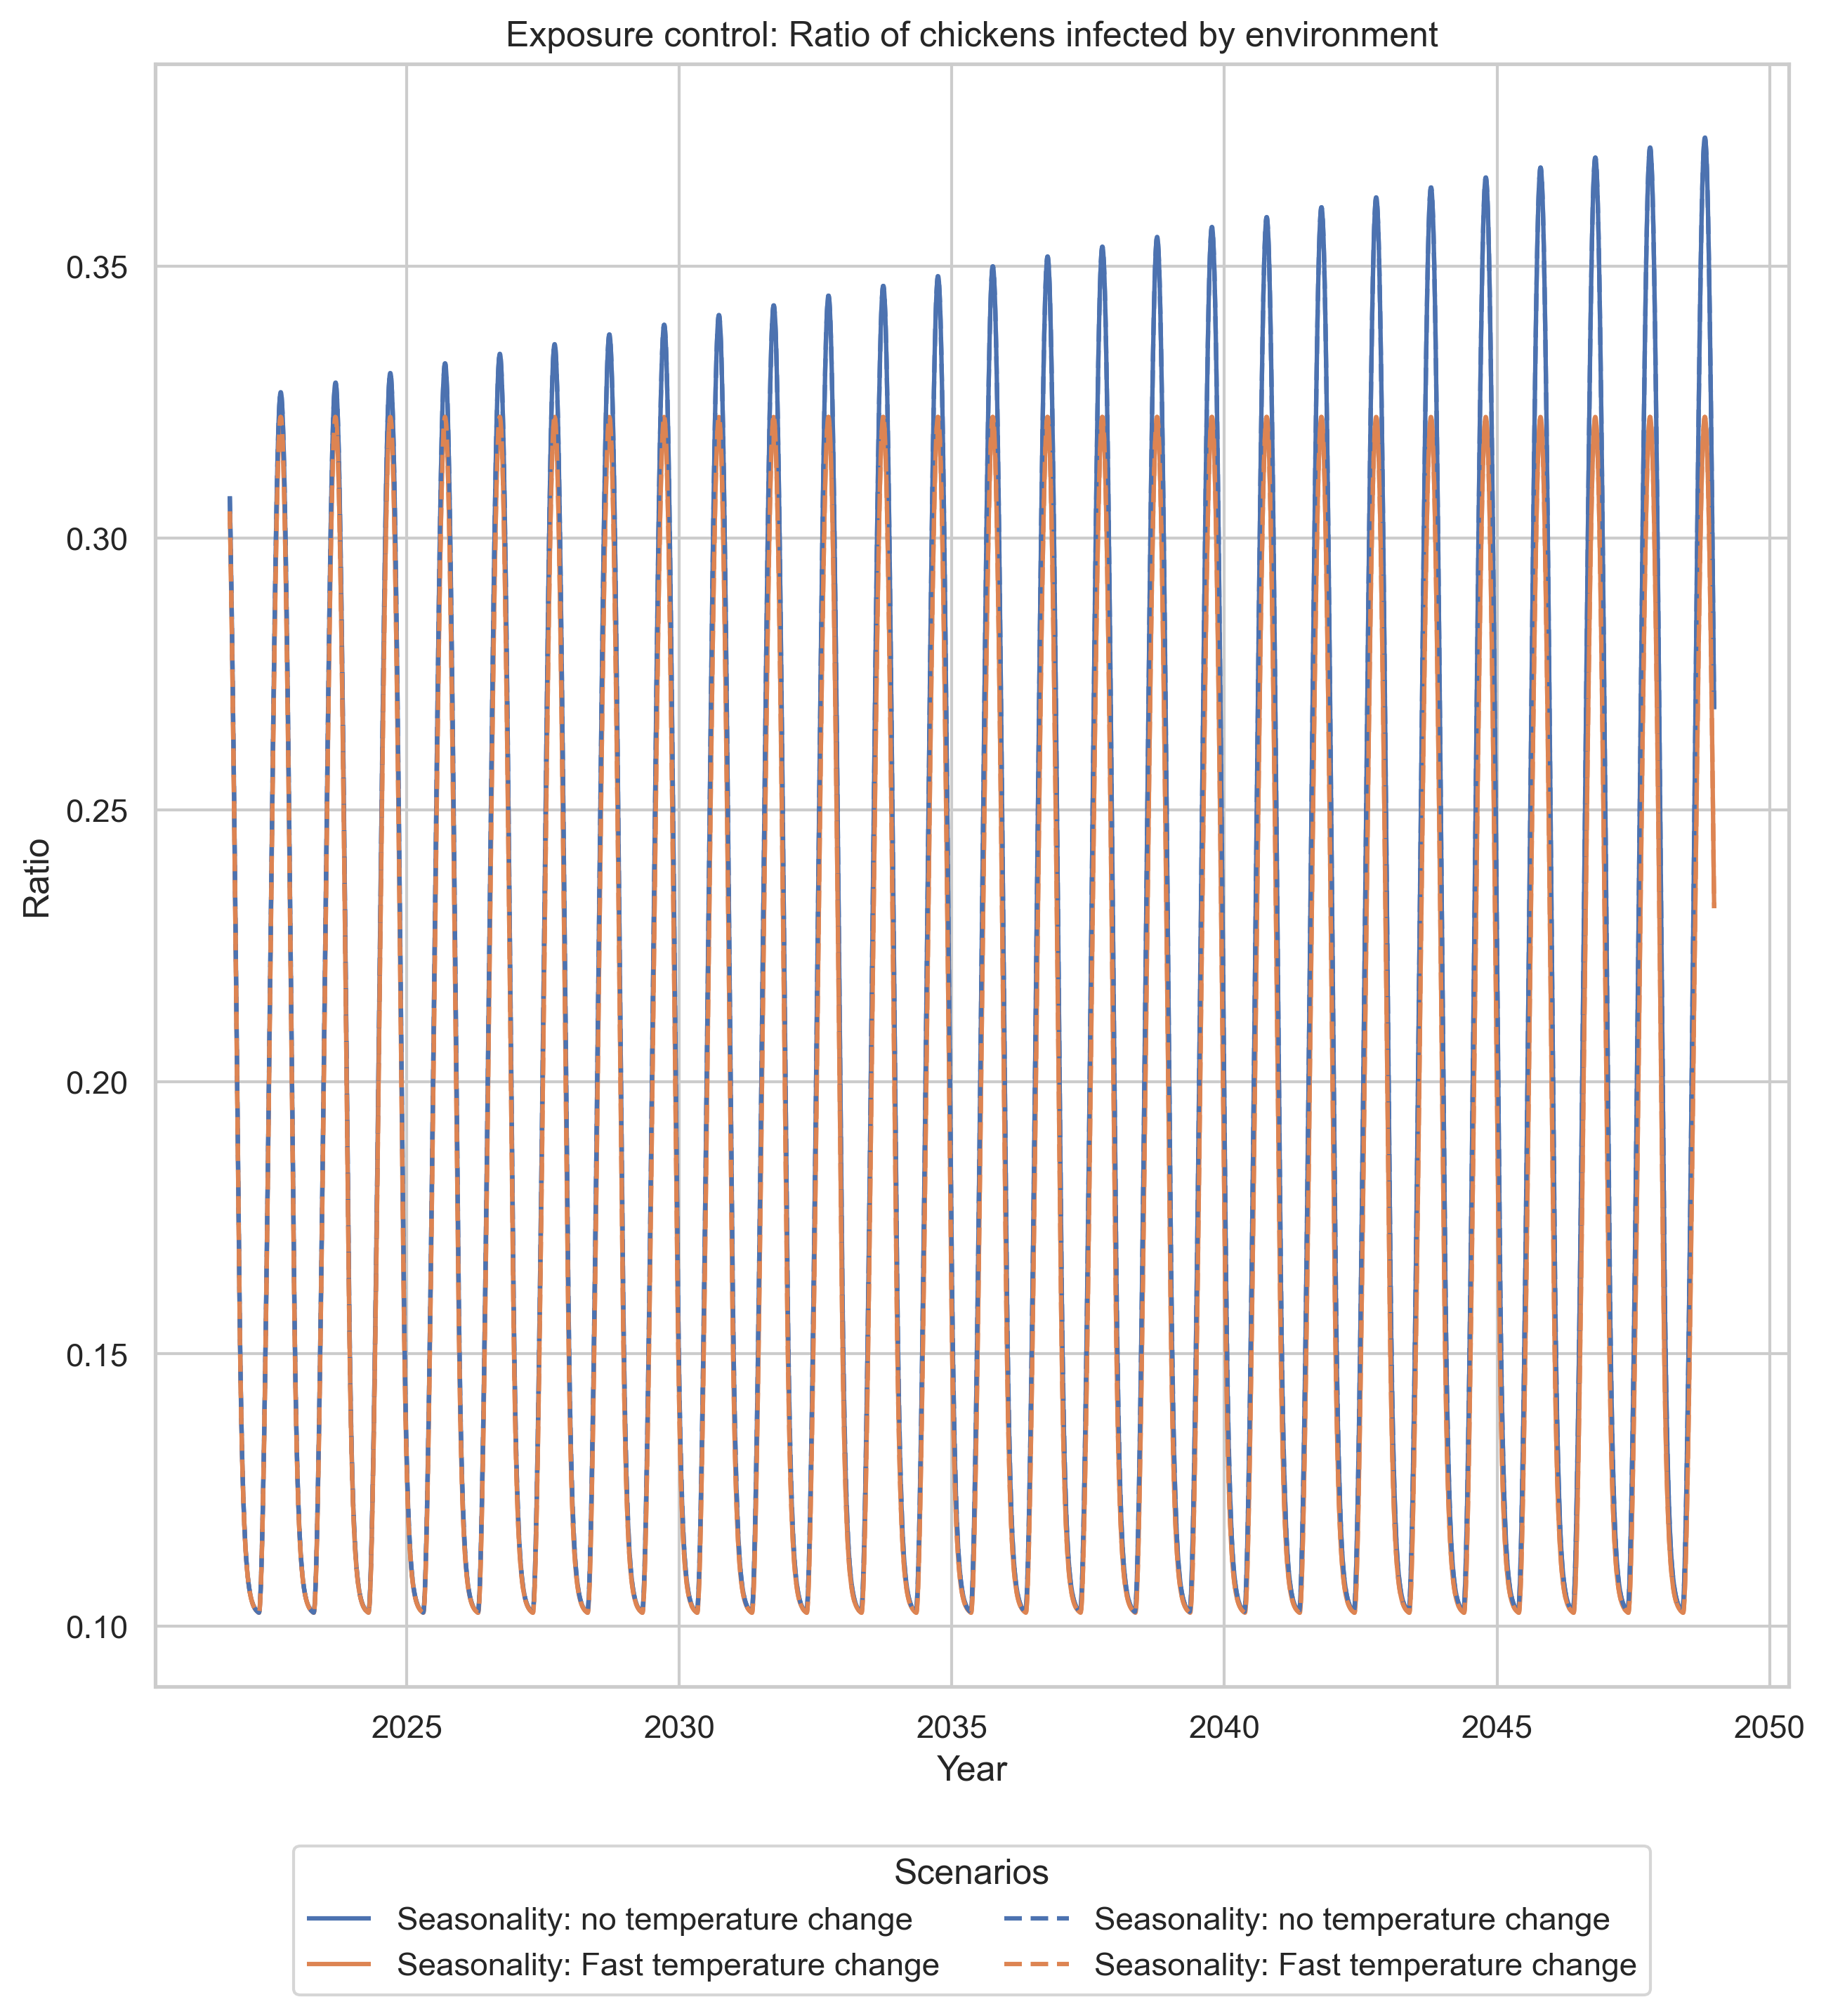 Exposure control: Ratio of chickens infected by environment
0.35
0.30
0.25
0.20
0.15
0.10
Ratio
2025 2030 2035 2040 2045 2050
Year
Scenarios
Seasonality: no temperature change Seasonality: no temperature change
Seasonality: Fast temperature change Seasonality: Fast temperature change